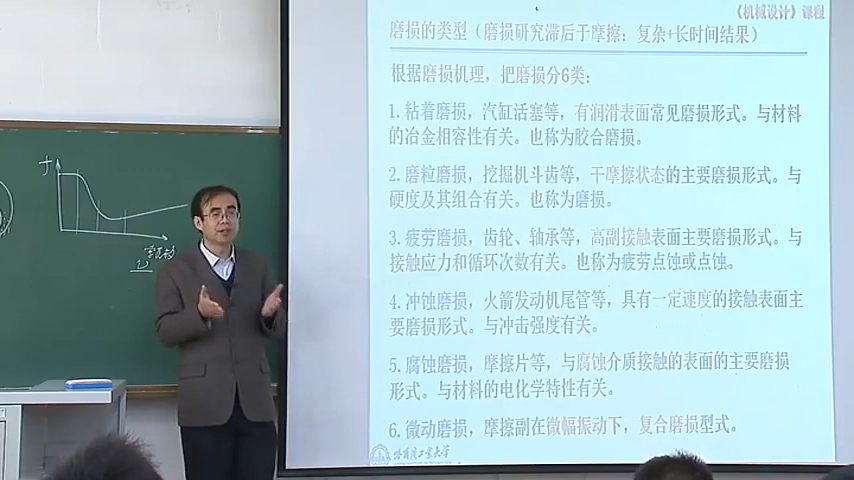 《机械设计》课程
磨损的类型（磨损研究滞后于摩擦：复杂+长时间结果）
根据磨损机理，把磨损分6类：
1.粘着磨损，汽缸活塞等，有润滑表面常见磨损形式。与材料
的冶金相容性有关。也称为胶合磨损。
2.磨粒磨损，挖掘机斗齿等，干摩擦状态的主要磨损形式。与
硬度及其组合有关。也称为磨损。
3.疲劳磨损，齿轮、轴承等，高副接触表面主要磨损形式。与
接触应力和循环次数有关。也称为疲劳点蚀或点蚀。
4.冲蚀磨损，火箭发动机尾管等，具有一定速度的接触表面主
要磨损形式。与冲击强度有关。
5.腐蚀磨损，摩擦片等，与腐蚀介质接触的表面的主要磨损
形式。与材料的电化学特性有关。
6.微动磨损，摩擦副在微幅振动下，复合磨损型式。
哈尔滨工业大学
f